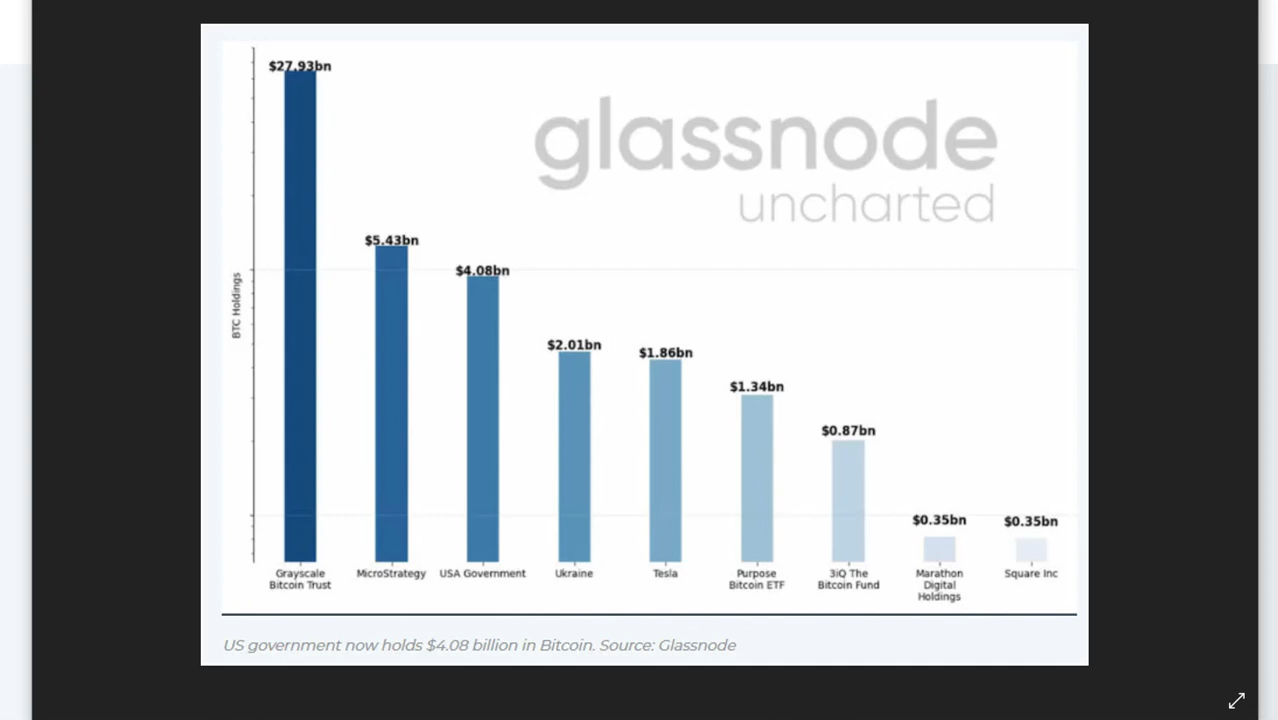 $27.93bn
glassnode
uncharted
$5.43bn
$4.08bn
$2.01bn
$1.86bn
$1.34bn
$0.87bn
$0.35bn
$0.35bn
BTC Holdings
Grayscale
Bitcoin Trust
MicroStrategy
USA Government
Ukraine
Tesla
Purpose
Bitcoin ETF
3iQ The
Bitcoin Fund
Marathon
Digital
Holdings
Square Inc
US government now holds $4.08 billion in Bitcoin. Source: Glassnode